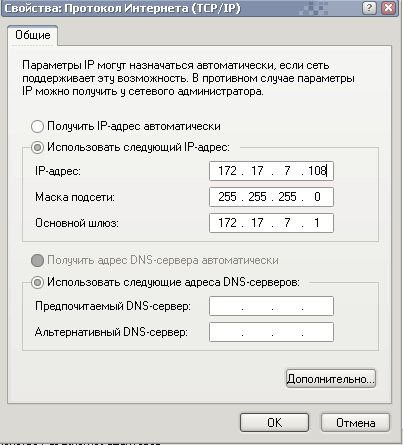 Свойства: Протокол Интернета (TCP/IP)
Общие
Параметры IP могут назначаться автоматически, если сеть
поддерживает эту возможность. В противном случае параметры
IP можно получить у сетевого администратора.
Получить IP-адрес автоматически
Использовать следующий IP-адрес:
IP-адрес: 172 . 17 . 7 . 108
Маска подсети: 255 . 255 . 255 . 0
Основной шлюз: 172 . 17 . 7 . 1
Получить адрес DNS-сервера автоматически
Использовать следующие адреса DNS-серверов:
Предпочитаемый DNS-сервер: . . .
Альтернативный DNS-сервер: . . .
Дополнительно...
OK Отмена